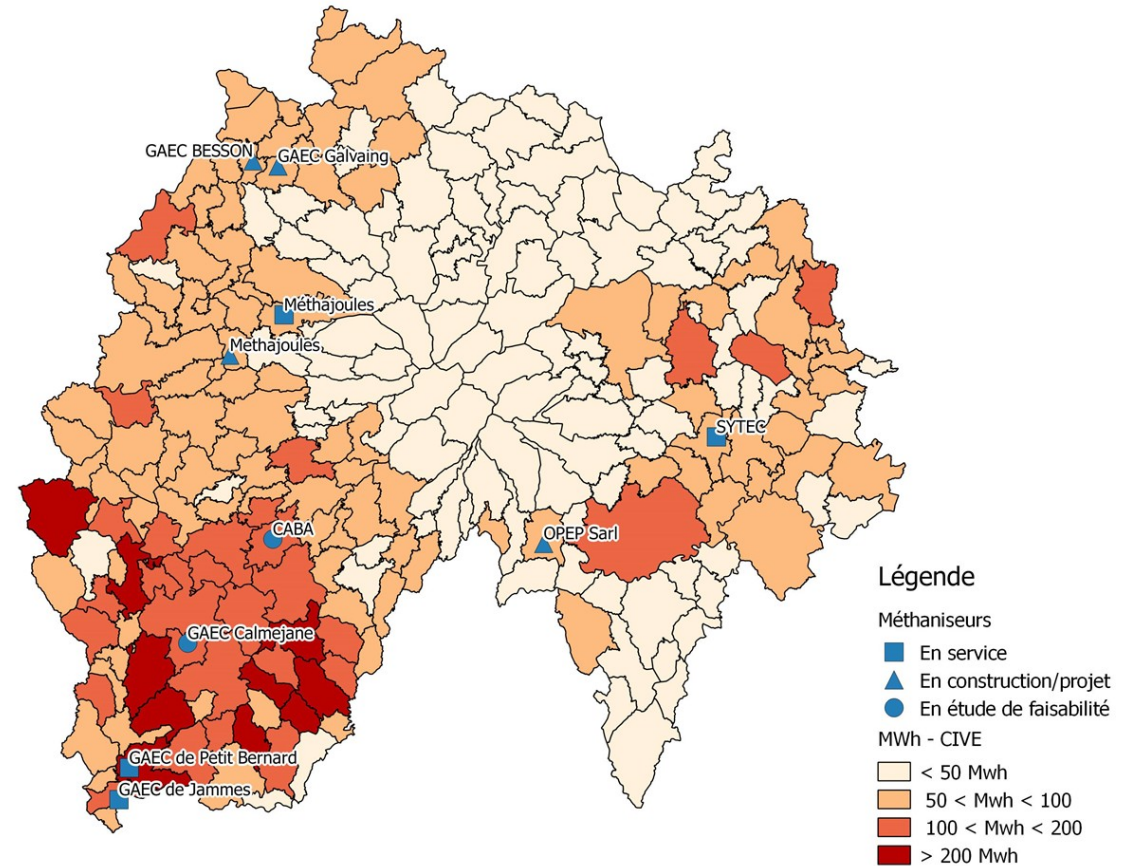 GAEC BESSON
GAEC Galvaing
Méthajoules
Methajoules
SYTEC
CABA
OPEP Sarl
GAEC Calmejane
GAEC de Petit Bernard
GAEC de Jammes
Légende
Méthaniseurs
En service
En construction/projet
En étude de faisabilité
MWh - CIVE
< 50 Mwh
50 < Mwh < 100
100 < Mwh < 200
> 200 Mwh